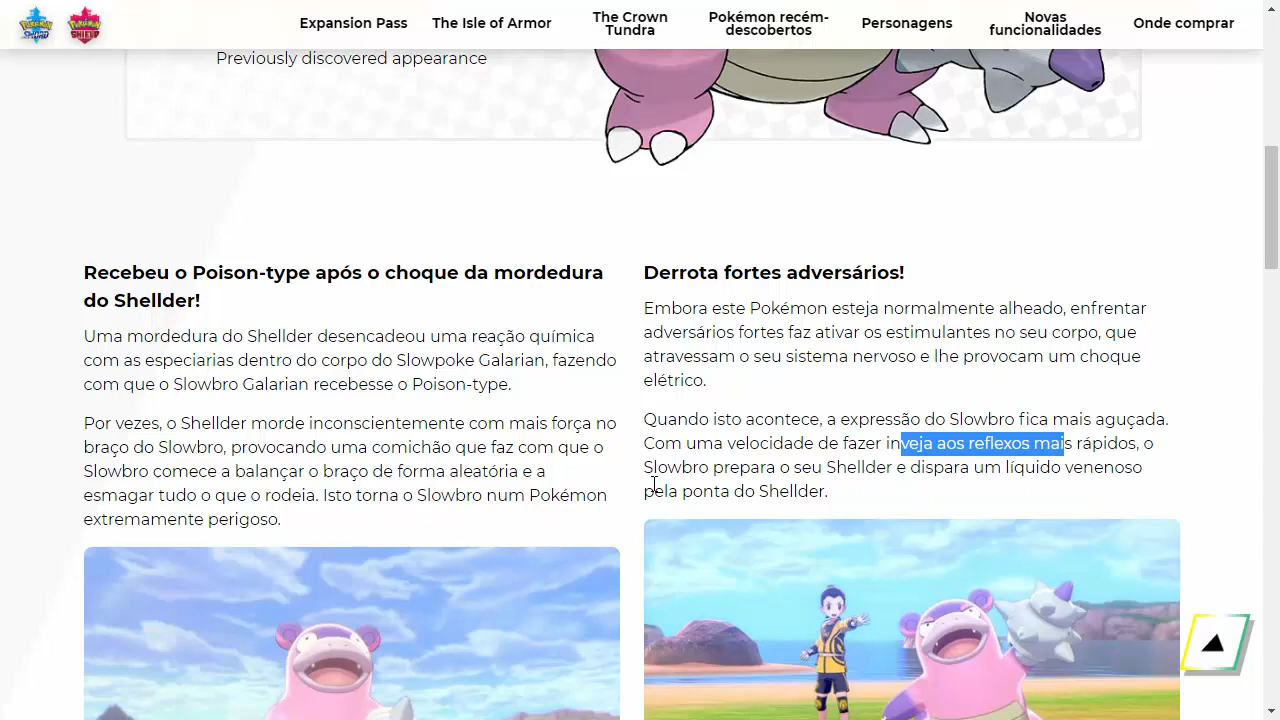 Expansion Pass
The Isle of Armor
The Crown
Tundra
Pokémon recém-
descobertos
Personagens
Novas
funcionalidades
Onde comprar
Previously discovered appearance
Recebeu o Poison-type após o choque da mordedura
do Shellder!
Uma mordedura do Shellder desencadeou uma reação química
com as especiarias dentro do corpo do Slowpoke Galarian, fazendo
com que o Slowbro Galarian recebesse o Poison-type.
Por vezes, o Shellder morde inconscientemente com mais força no
braço do Slowbro, provocando uma comichão que faz com que o
Slowbro comece a balançar o braço de forma aleatória e a
esmagar tudo o que o rodeia. Isto torna o Slowbro num Pokémon
extremamente perigoso.
Derrota fortes adversários!
Embora este Pokémon esteja normalmente alheado, enfrentar
adversários fortes faz ativar os estimulantes no seu corpo, que
atravessam o seu sistema nervoso e lhe provocam um choque
elétrico.
Quando isto acontece, a expressão do Slowbro fica mais aguçada.
Com uma velocidade de fazer inveja aos reflexos mais rápidos, o
Slowbro prepara o seu Shellder e dispara um líquido venenoso
pela ponta do Shellder.